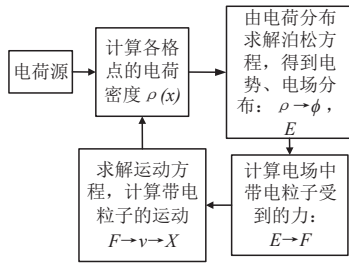 电荷源
计算各格
点的电荷
密度 ρ(x)
由电荷分布
求解泊松方
程，得到电
势、电场分
布： ρ→ϕ ，
E
求解运动方
程，计算带电
粒子的运动
F→v→X
计算电场中
带电粒子受
到的力：
E→F